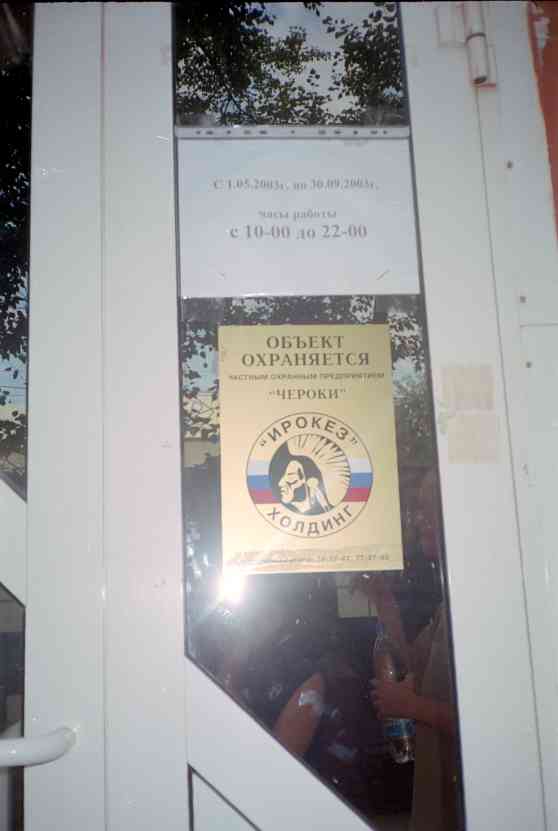 С 1.05.2003г. по 30.09.2003г.
часы работы
с 10-00 до 22-00
ОБЪЕКТ
ОХРАНЯЕТСЯ
ЧАСТНЫМ ОХРАННЫМ ПРЕДПРИЯТИЕМ
"ЧЕРОКИ"
"ИРОКЕЗ"
ХОЛДИНГ